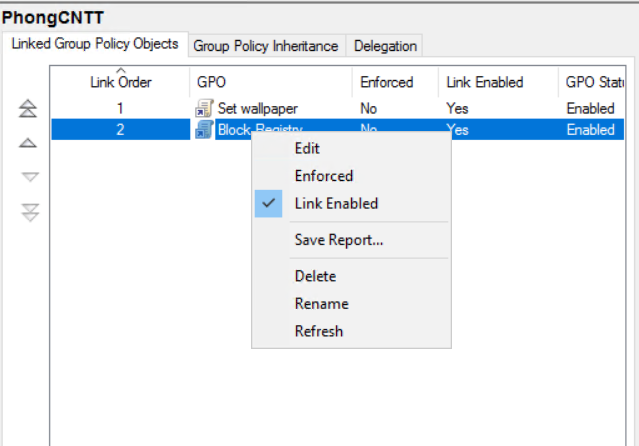 PhongCNTT
Linked Group Policy Objects Group Policy Inheritance Delegation
Link Order GPO Enforced Link Enabled GPO Statu
1 Set wallpaper No Yes Enabled
2 Block Registry No Yes Enabled
Edit
Enforced
Link Enabled
Save Report...
Delete
Rename
Refresh